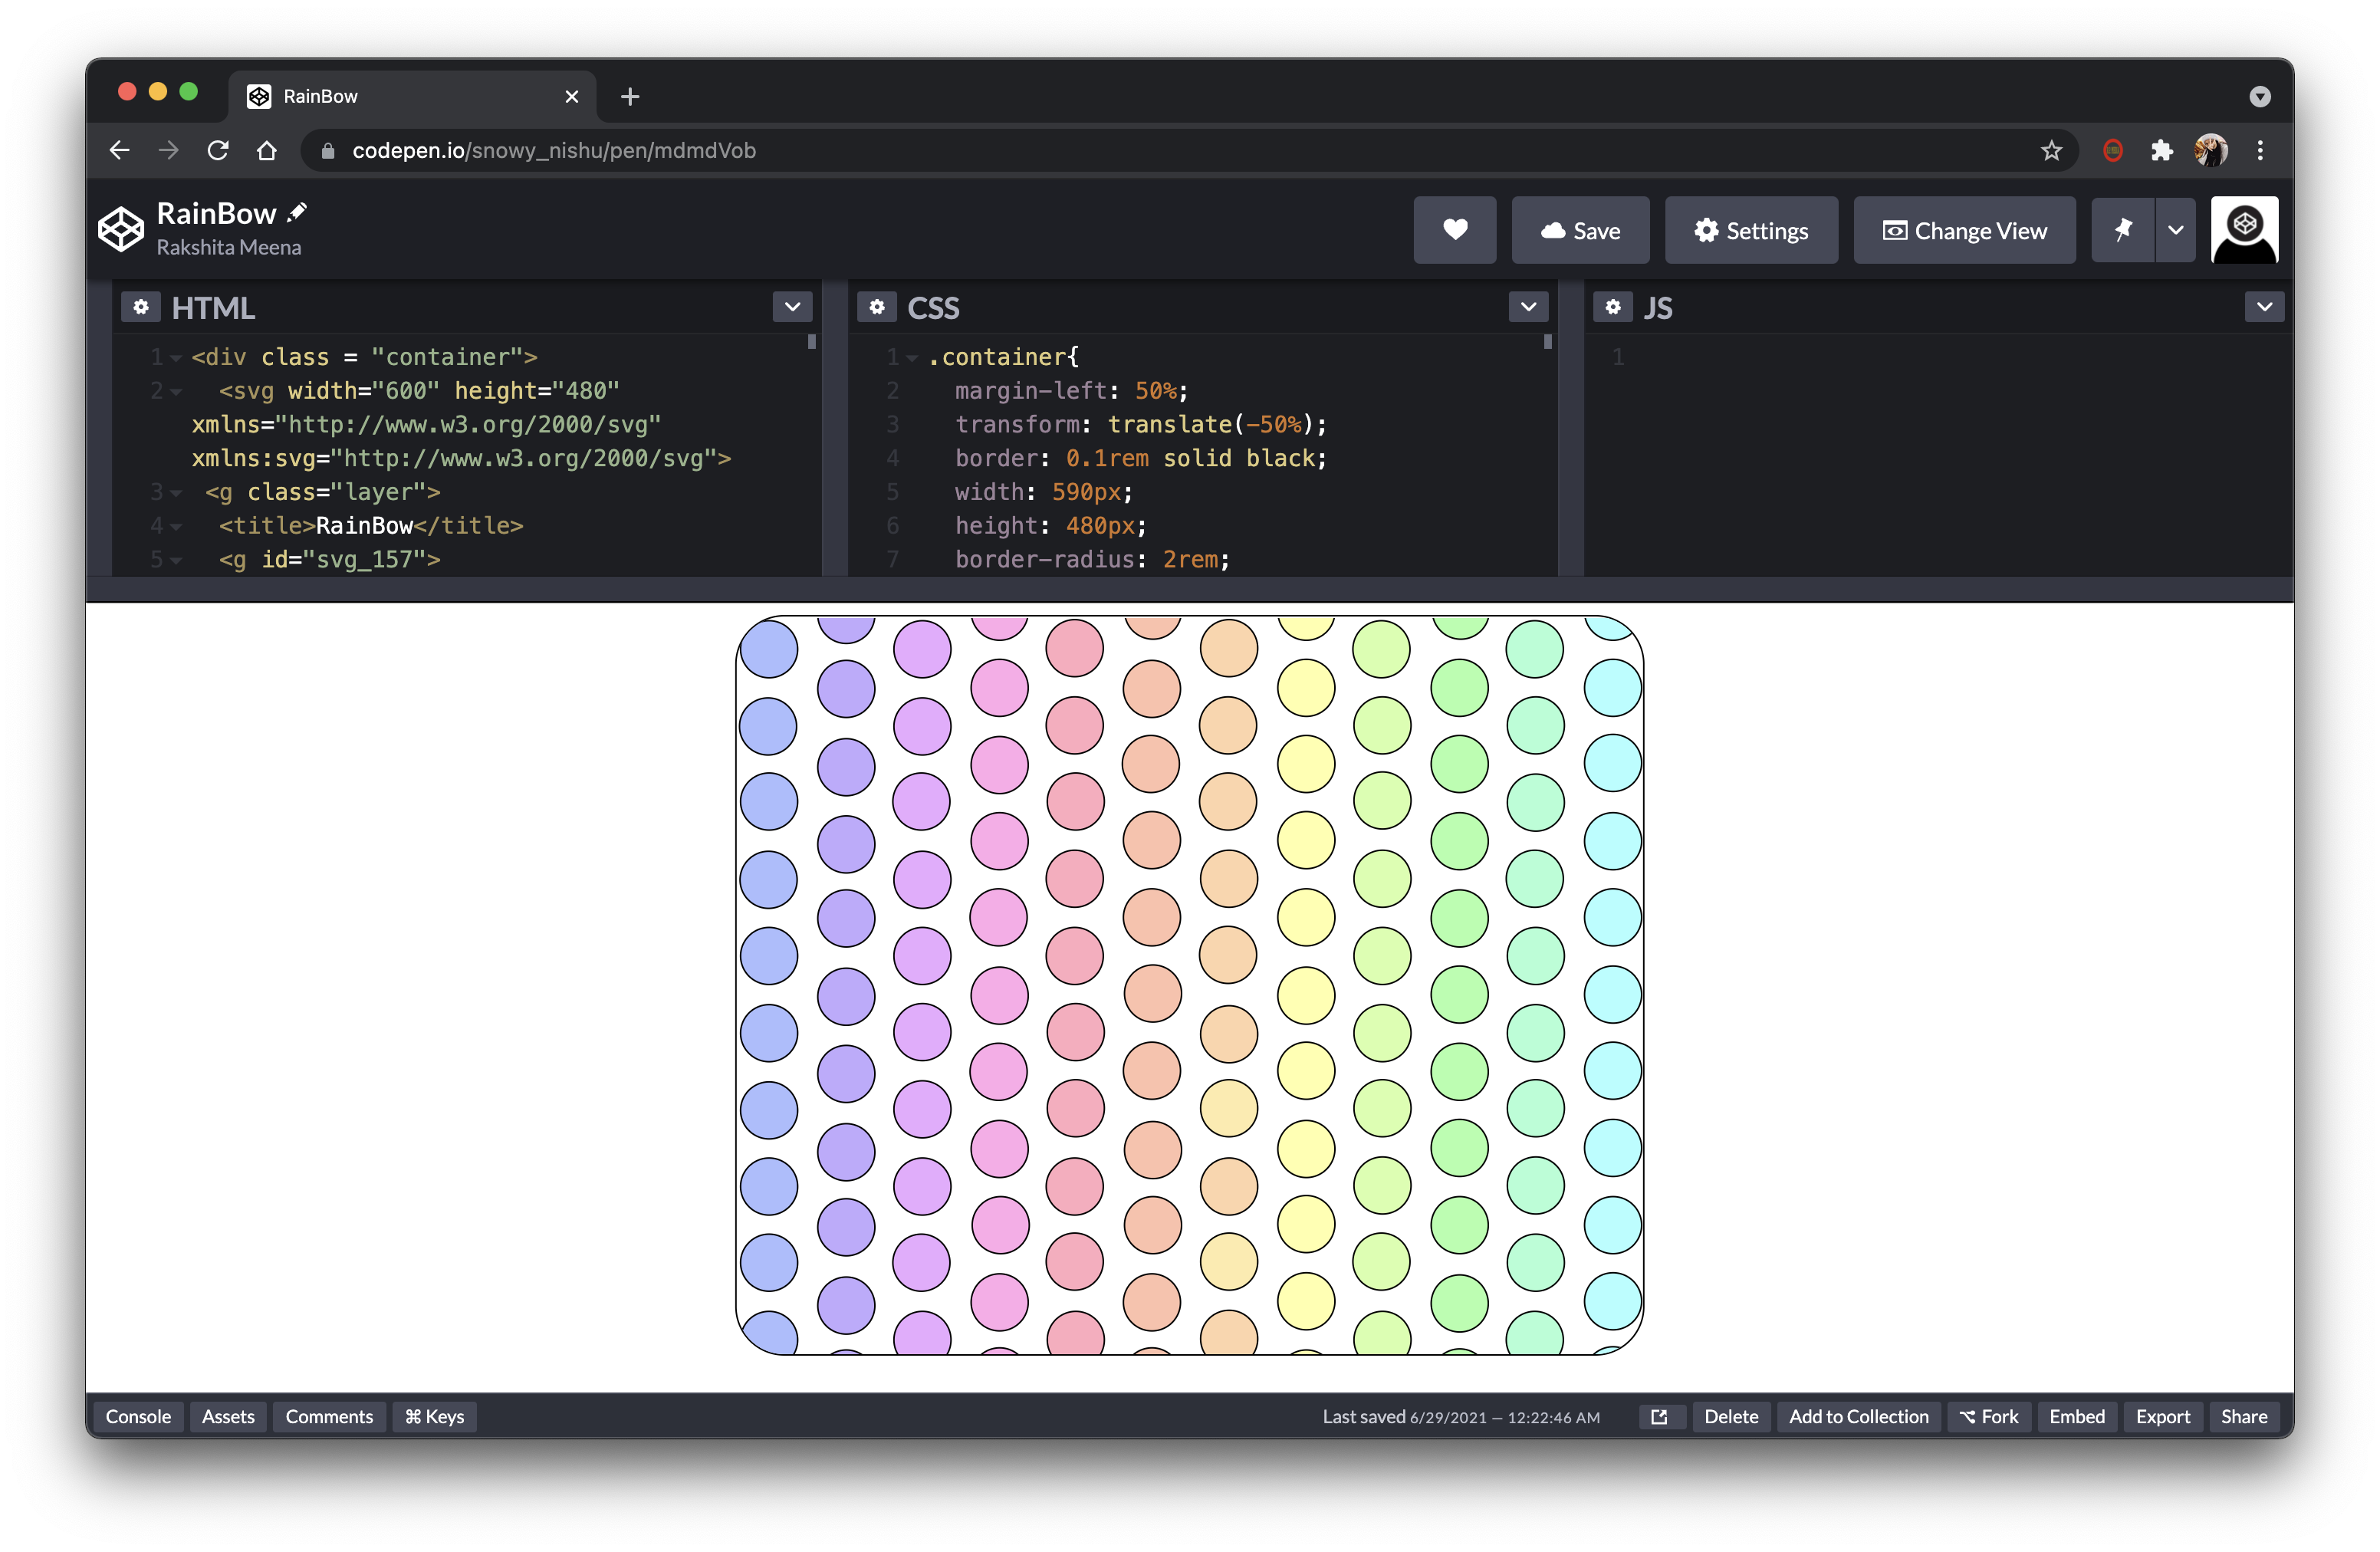 RainBow
codepen.io/snowy_nishu/pen/mdmdVob
RainBow
Rakshita Meena
Save
Settings
Change View
HTML
1 <div class = "container">
2 <svg width="600" height="480"
xmlns="http://www.w3.org/2000/svg"
xmlns:svg="http://www.w3.org/2000/svg">
3 <g class="layer">
4 <title>RainBow</title>
5 <g id="svg_157">
CSS
1 .container{
2 margin-left: 50%;
3 transform: translate(-50%);
4 border: 0.1rem solid black;
5 width: 590px;
6 height: 480px;
7 border-radius: 2rem;
JS
1
Console Assets Comments ⌘ Keys Last saved 6/29/2021 — 12:22:46 AM Delete Add to Collection Fork Embed Export Share